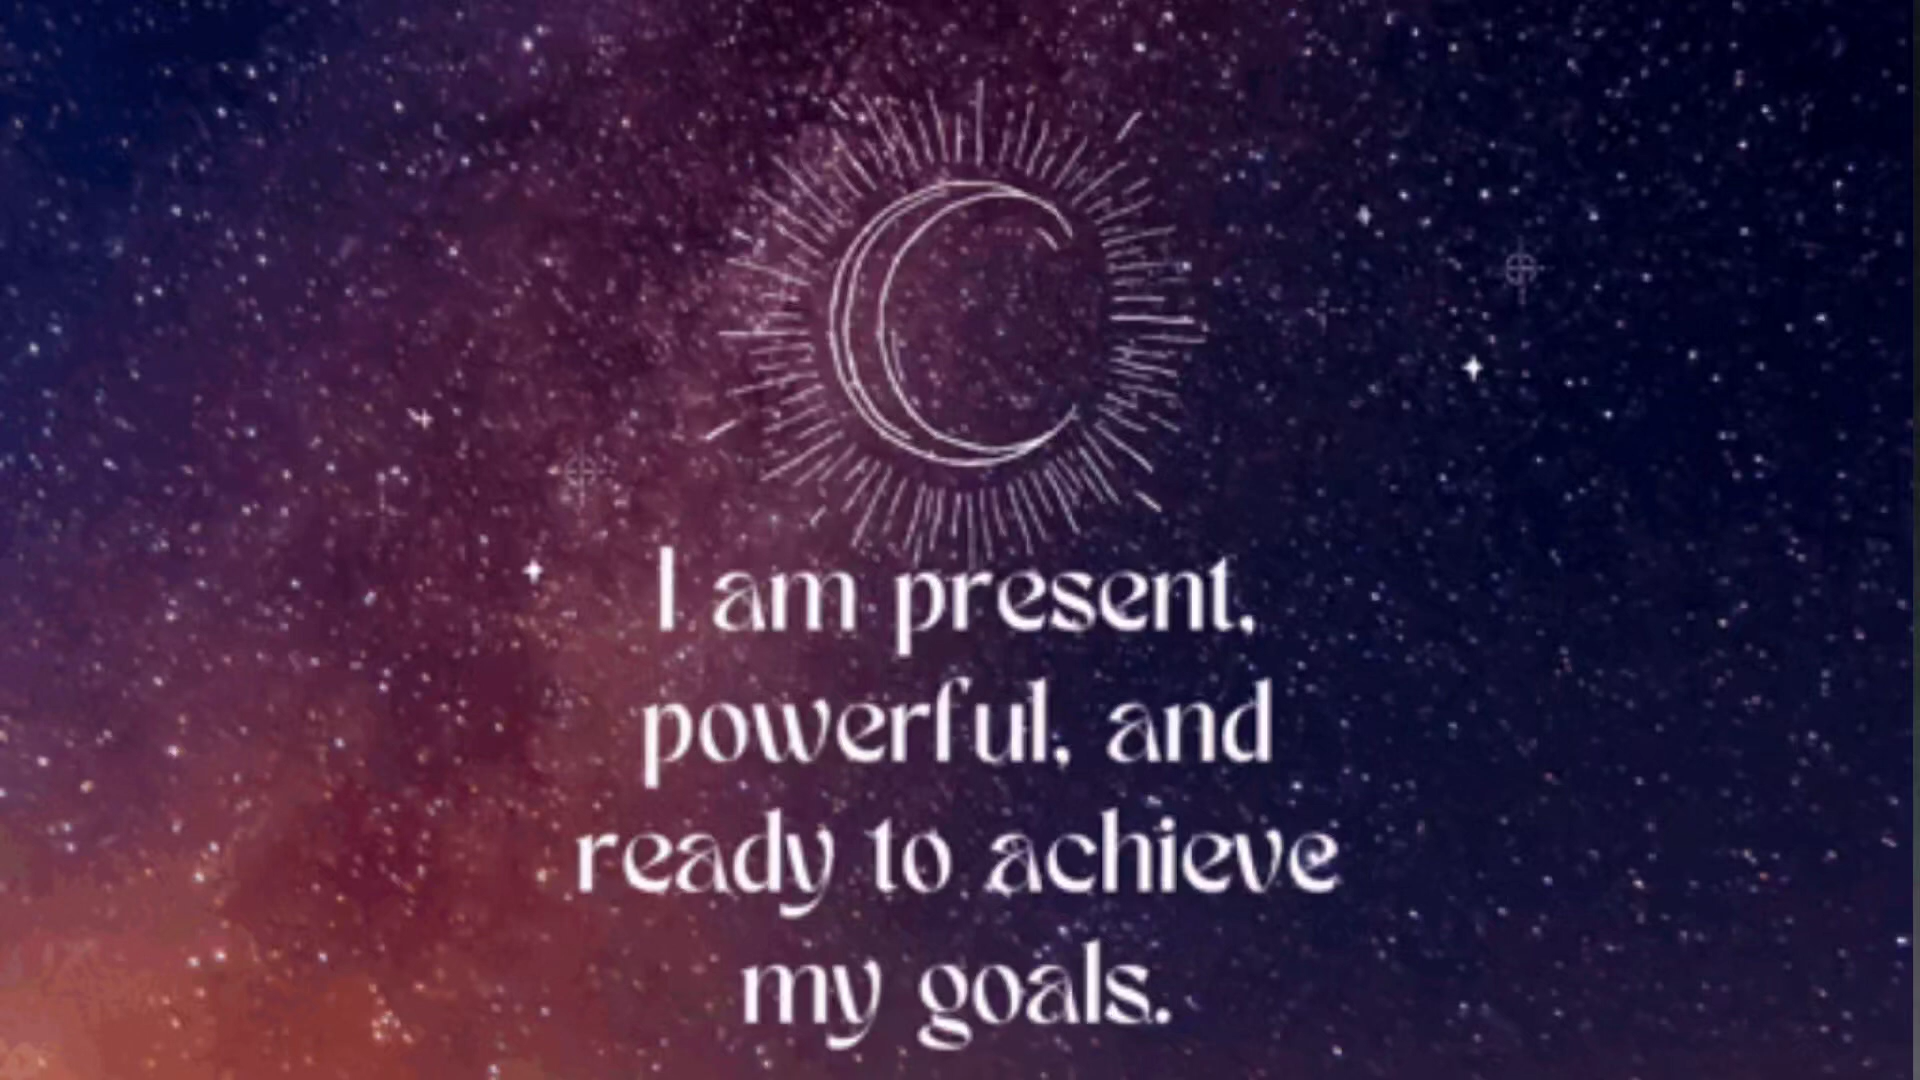 I am present,
powerful, and
ready to achieve
my goals.